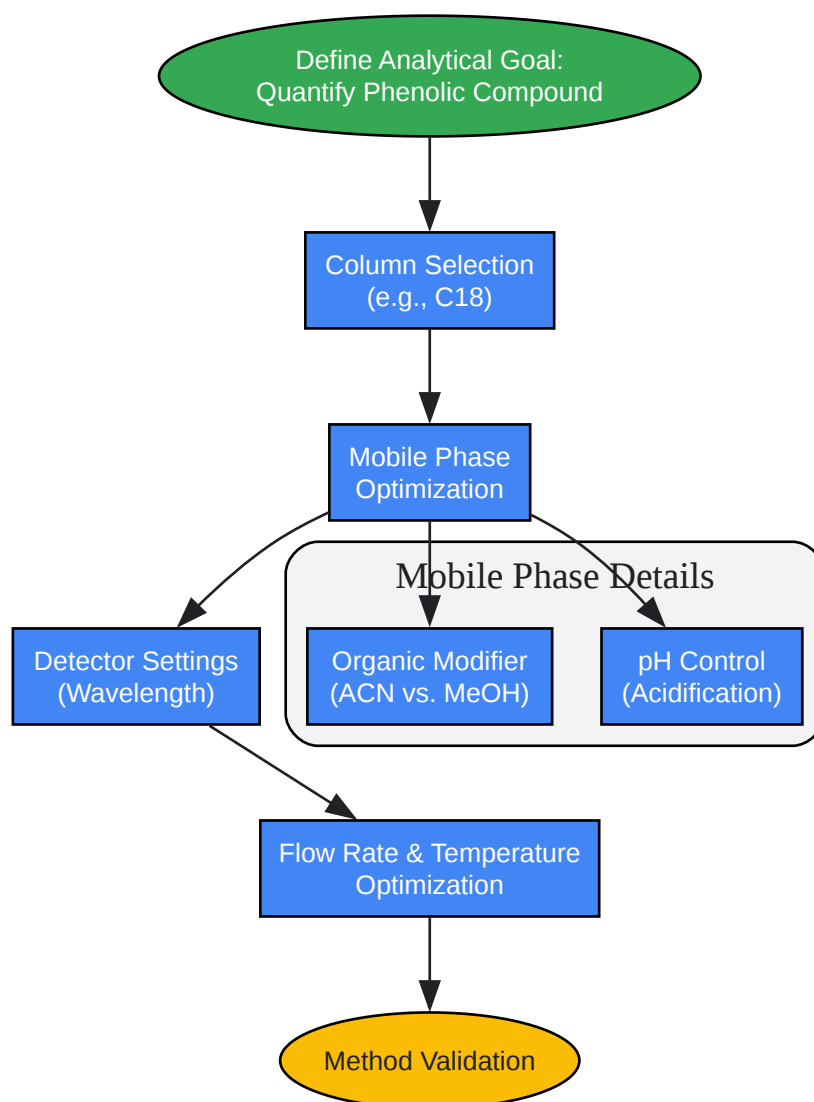 Define Analytical Goal:
Quantify Phenolic Compound
Column Selection
(e.g., C18)
Mobile Phase
Optimization
Mobile Phase Details
Detector Settings
(Wavelength)
Organic Modifier
(ACN vs. MeOH)
pH Control
(Acidification)
Flow Rate & Temperature
Optimization
Method Validation